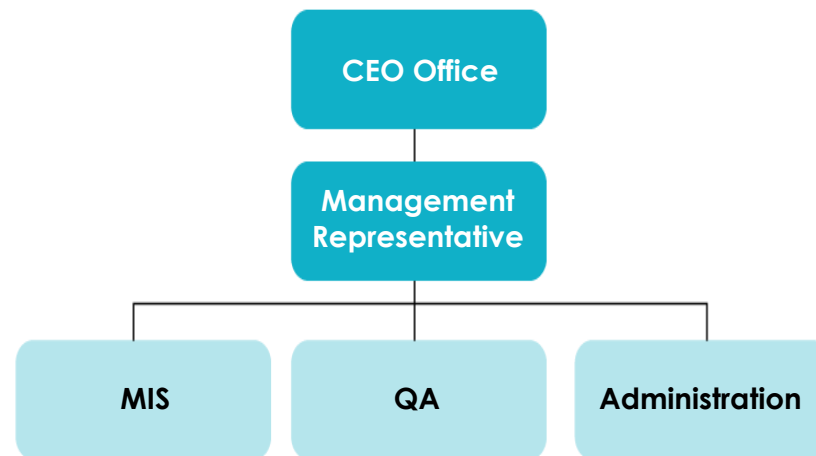 CEO Office
Management
Representative
MIS
QA
Administration